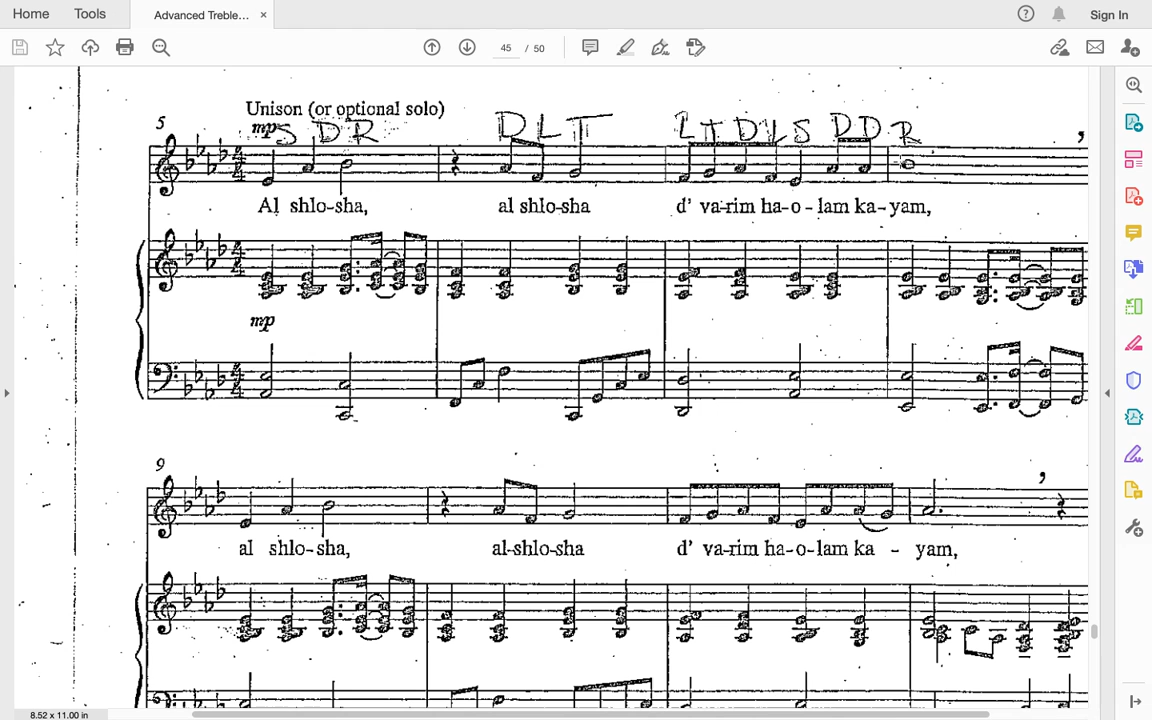 Home Tools Advanced Treble... × Sign In
45 / 50
Unison (or optional solo)
5 mp S D R D L T L T D L S D D R
Al shlo-sha, al shlo-sha d' va-rim ha-o-lam ka-yam,
mp
9
al shlo-sha, al-shlo-sha d' va-rim ha-o-lam ka - yam,
8.52 x 11.00 in